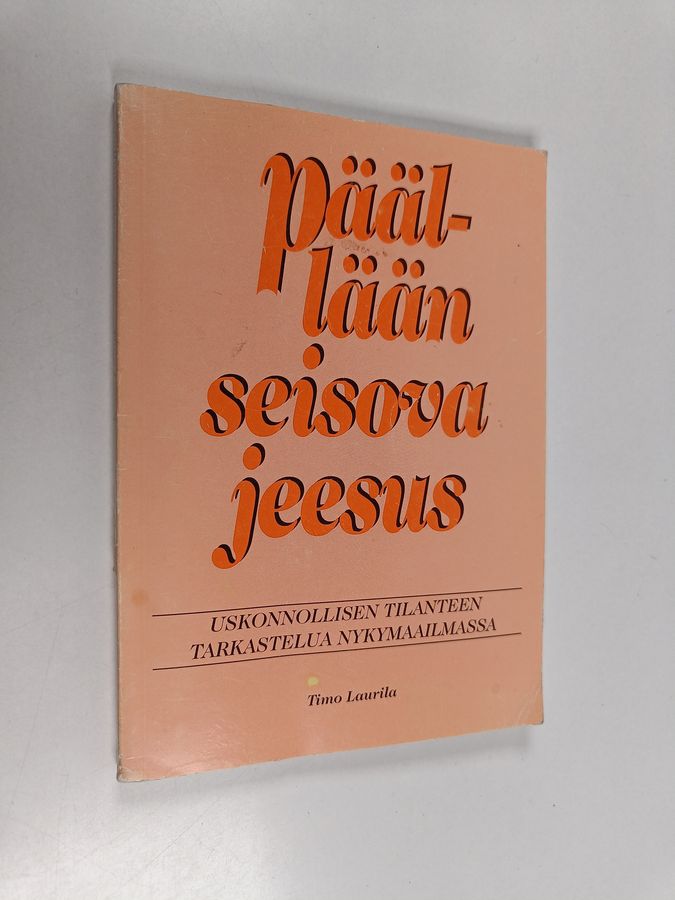 pääl-
lään
seisova
jeesus
USKONNOLLISEN TILANTEEN
TARKASTELUA NYKYMAAILMASSA
Timo Laurila